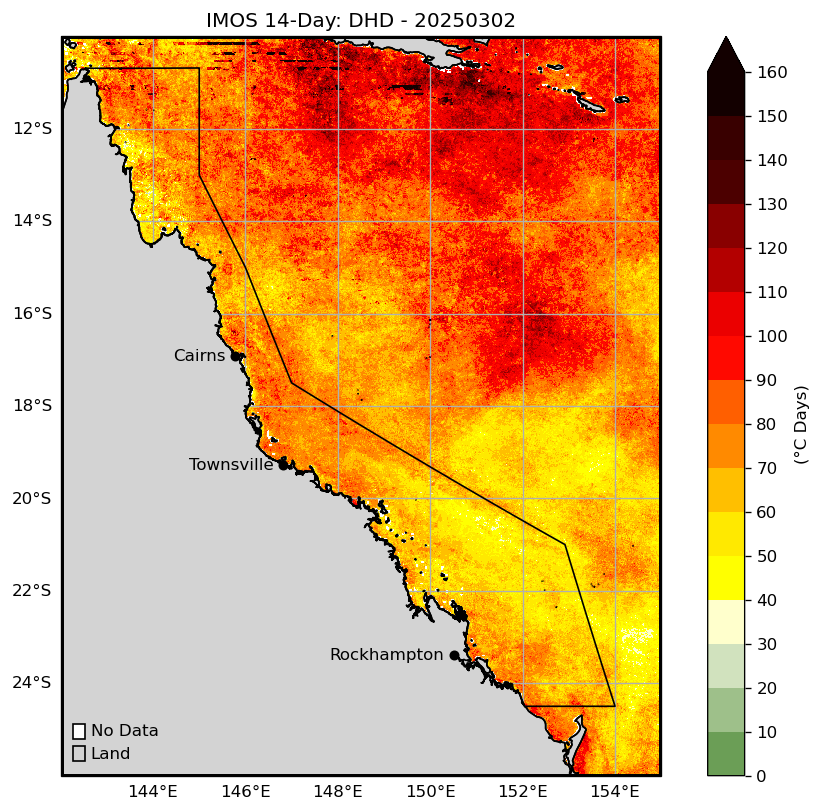 IMOS 14-Day: DHD - 20250302
12°S
14°S
16°S
18°S
20°S
22°S
24°S
Cairns
Townsville
Rockhampton
No Data
Land
144°E 146°E 148°E 150°E 152°E 154°E
160
150
140
130
120
110
100
90
80
70
60
50
40
30
20
10
0
(°C Days)